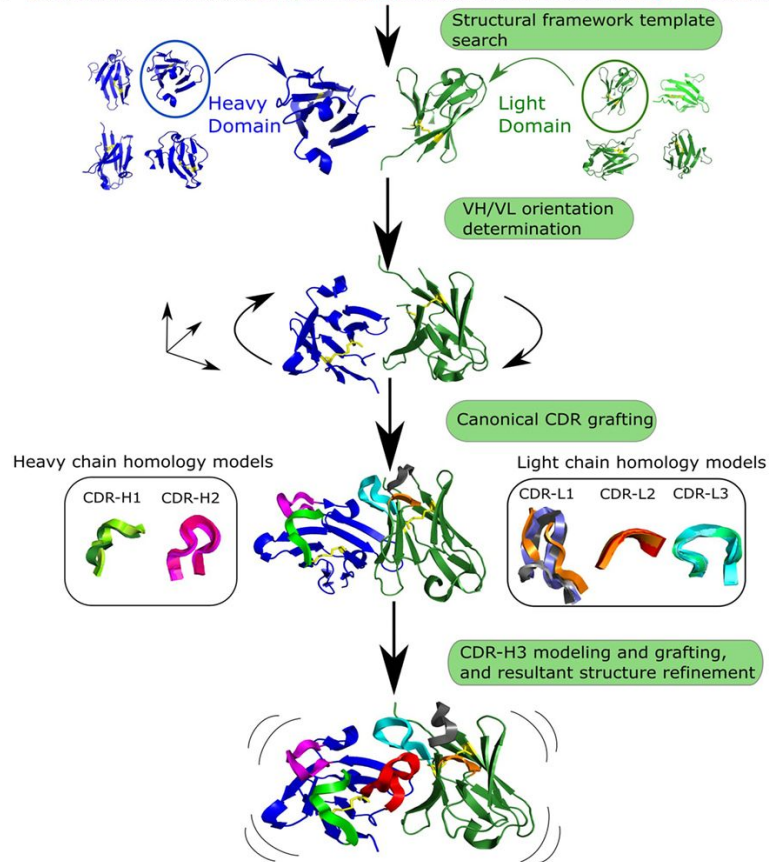 Structural framework template
search
Heavy
Domain
Light
Domain
VH/VL orientation
determination
Canonical CDR grafting
Heavy chain homology models
CDR-H1
CDR-H2
Light chain homology models
CDR-L1
CDR-L2
CDR-L3
CDR-H3 modeling and grafting,
and resultant structure refinement